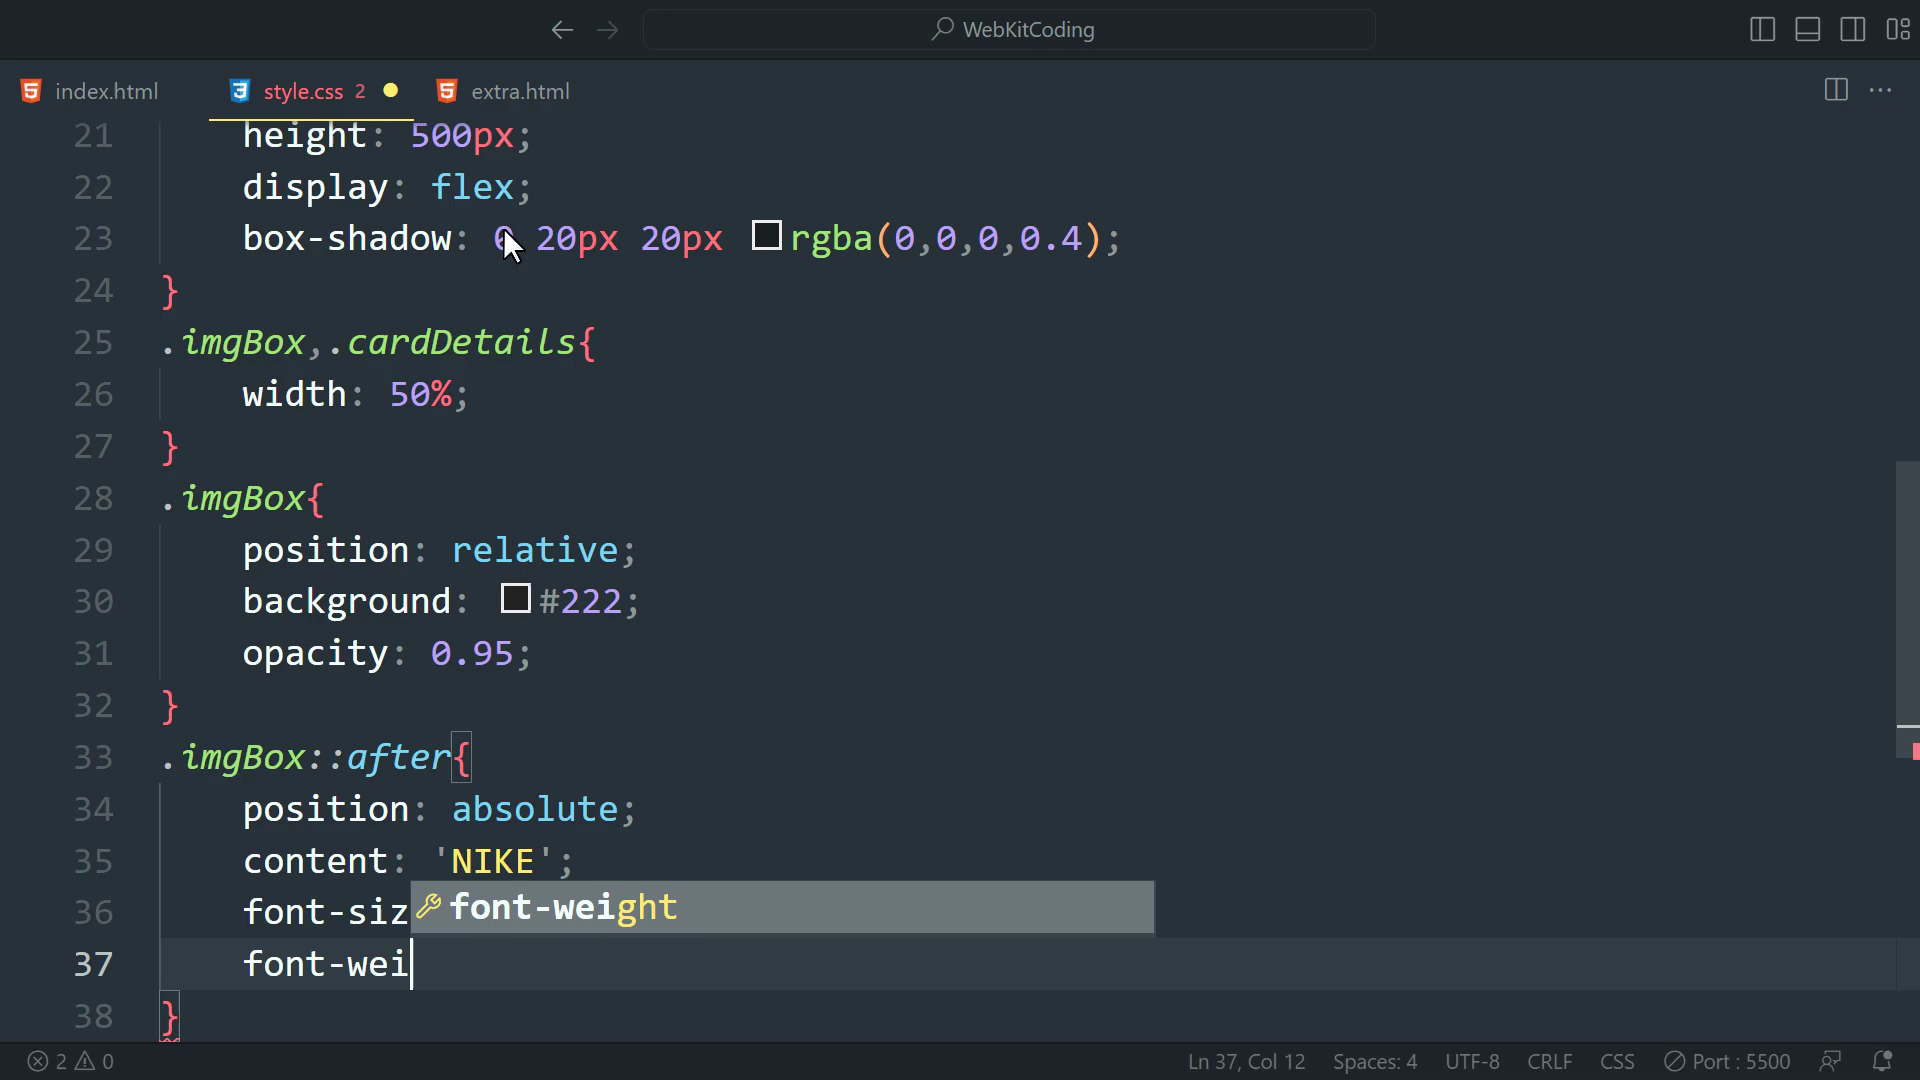 WebKitCoding
index.html
style.css 2
extra.html
21 height: 500px;
22 display: flex;
23 box-shadow: 0 20px 20px rgba(0,0,0,0.4);
24 }
25 .imgBox,.cardDetails{
26 width: 50%;
27 }
28 .imgBox{
29 position: relative;
30 background: #222;
31 opacity: 0.95;
32 }
33 .imgBox::after{
34 position: absolute;
35 content: 'NIKE';
36 font-siz
font-weight
37 font-wei
38 }
2 0 Ln 37, Col 12 Spaces: 4 UTF-8 CRLF CSS Port : 5500